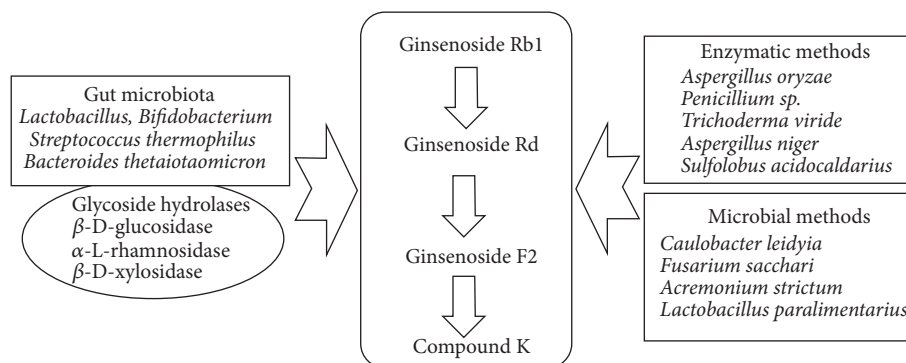 Gut microbiota
Lactobacillus, Bifidobacterium
Streptococcus thermophilus
Bacteroides thetaiotaomicron
Glycoside hydrolases
β-D-glucosidase
α-L-rhamnosidase
β-D-xylosidase
Ginsenoside Rb1
Ginsenoside Rd
Ginsenoside F2
Compound K
Enzymatic methods
Aspergillus oryzae
Penicillium sp.
Trichoderma viride
Aspergillus niger
Sulfolobus acidocaldarius
Microbial methods
Caulobacter leidyia
Fusarium sacchari
Acremonium strictum
Lactobacillus paralimentarius